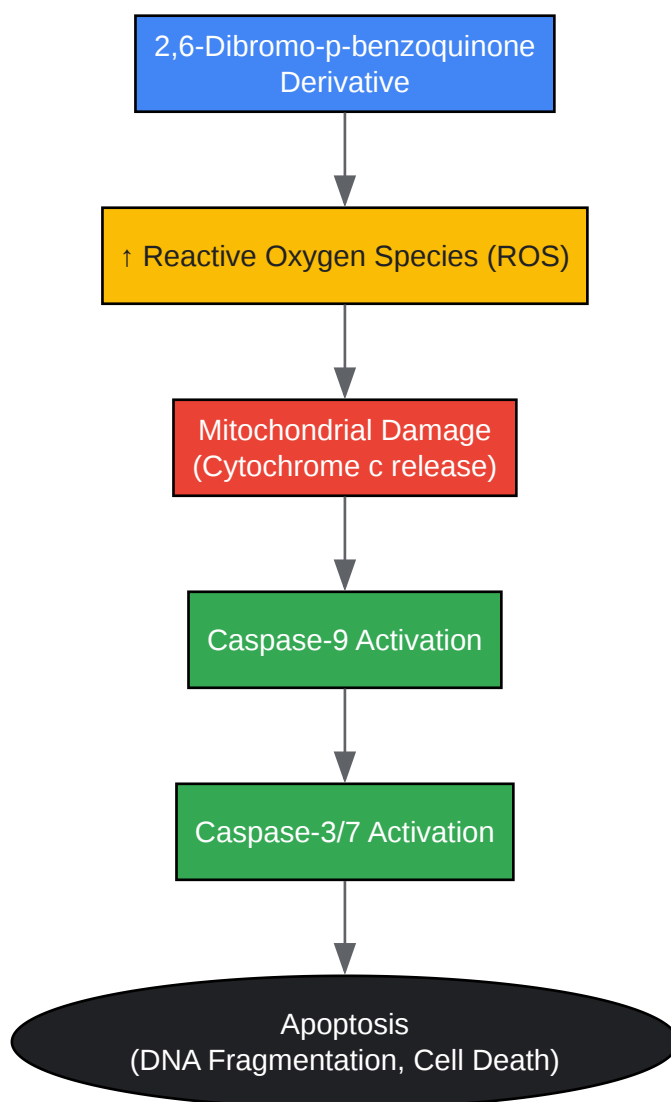 2,6-Dibromo-p-benzoquinone
Derivative
↑ Reactive Oxygen Species (ROS)
Mitochondrial Damage
(Cytochrome c release)
Caspase-9 Activation
Caspase-3/7 Activation
Apoptosis
(DNA Fragmentation, Cell Death)